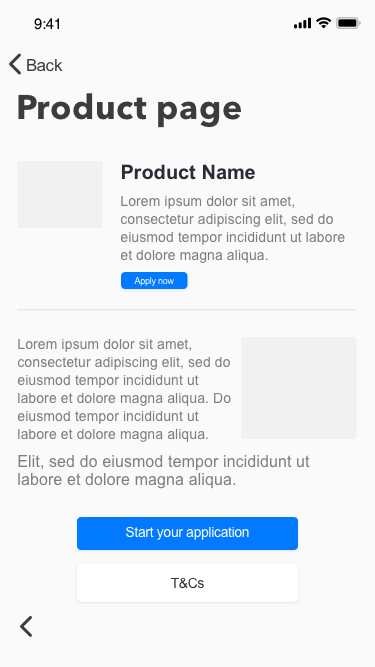 9:41
Back
Product page
Product Name
Lorem ipsum dolor sit amet,
consectetur adipiscing elit, sed do
eiusmod tempor incididunt ut labore
et dolore magna aliqua.
Apply now
Lorem ipsum dolor sit amet,
consectetur adipiscing elit, sed do
eiusmod tempor incididunt ut
labore et dolore magna aliqua. Do
eiusmod tempor incididunt ut
labore et dolore magna aliqua.
Elit, sed do eiusmod tempor incididunt ut
labore et dolore magna aliqua.
Start your application
T&Cs